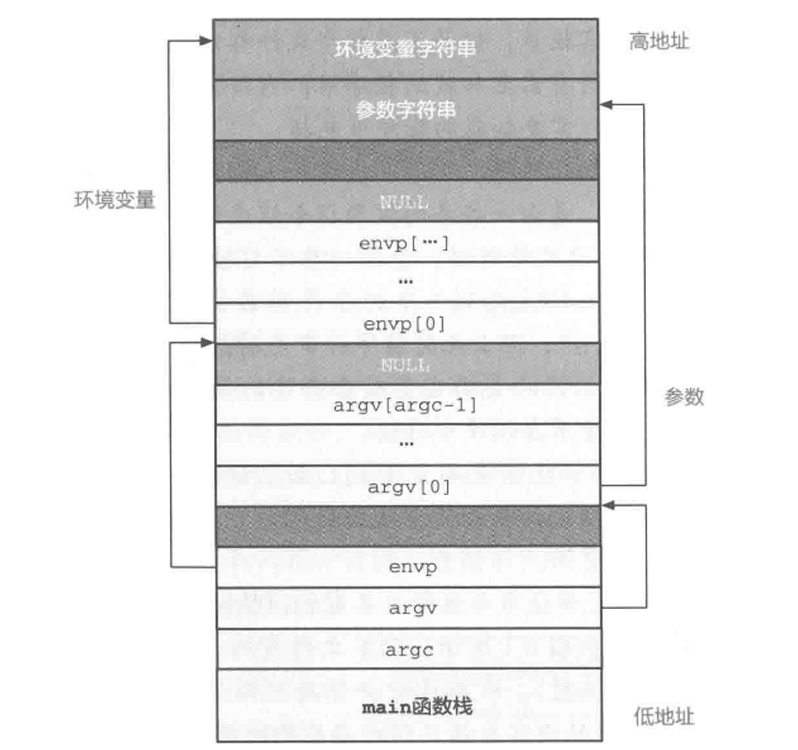 环境变量字符串
高地址
参数字符串
环境变量
NULL
envp[…]
…
envp[0]
NULL
argv[argc-1]
参数
…
argv[0]
envp
argv
argc
main函数栈
低地址